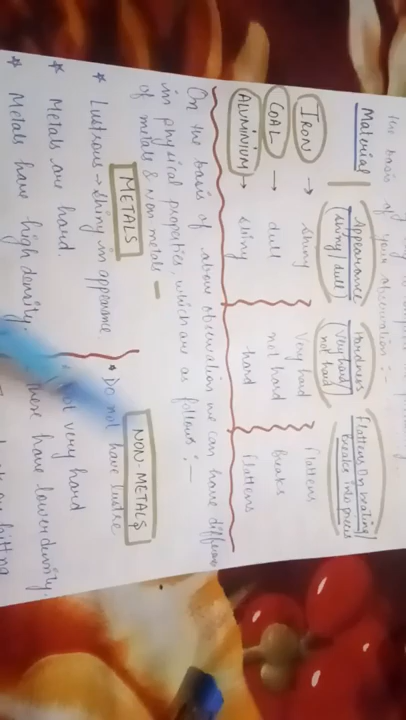 the basis of your observation :-
Material | Appearance (shiny/dull) | Hardness (very hard/not hard) | Flattens on beating/Breaks into pieces
IRON → shiny very hard flattens
COAL → dull not hard Breaks
ALUMINIUM → shiny hard flattens
On the basis of above observation we can have
in physical properties, which are as follows :-
of metals & non metals -
METALS NON-METALS
* Lustrous → shiny in appearance * Do not have lustre
* Metals are hard. not very hard
* Metals have high density. These have lower density.
on hitting